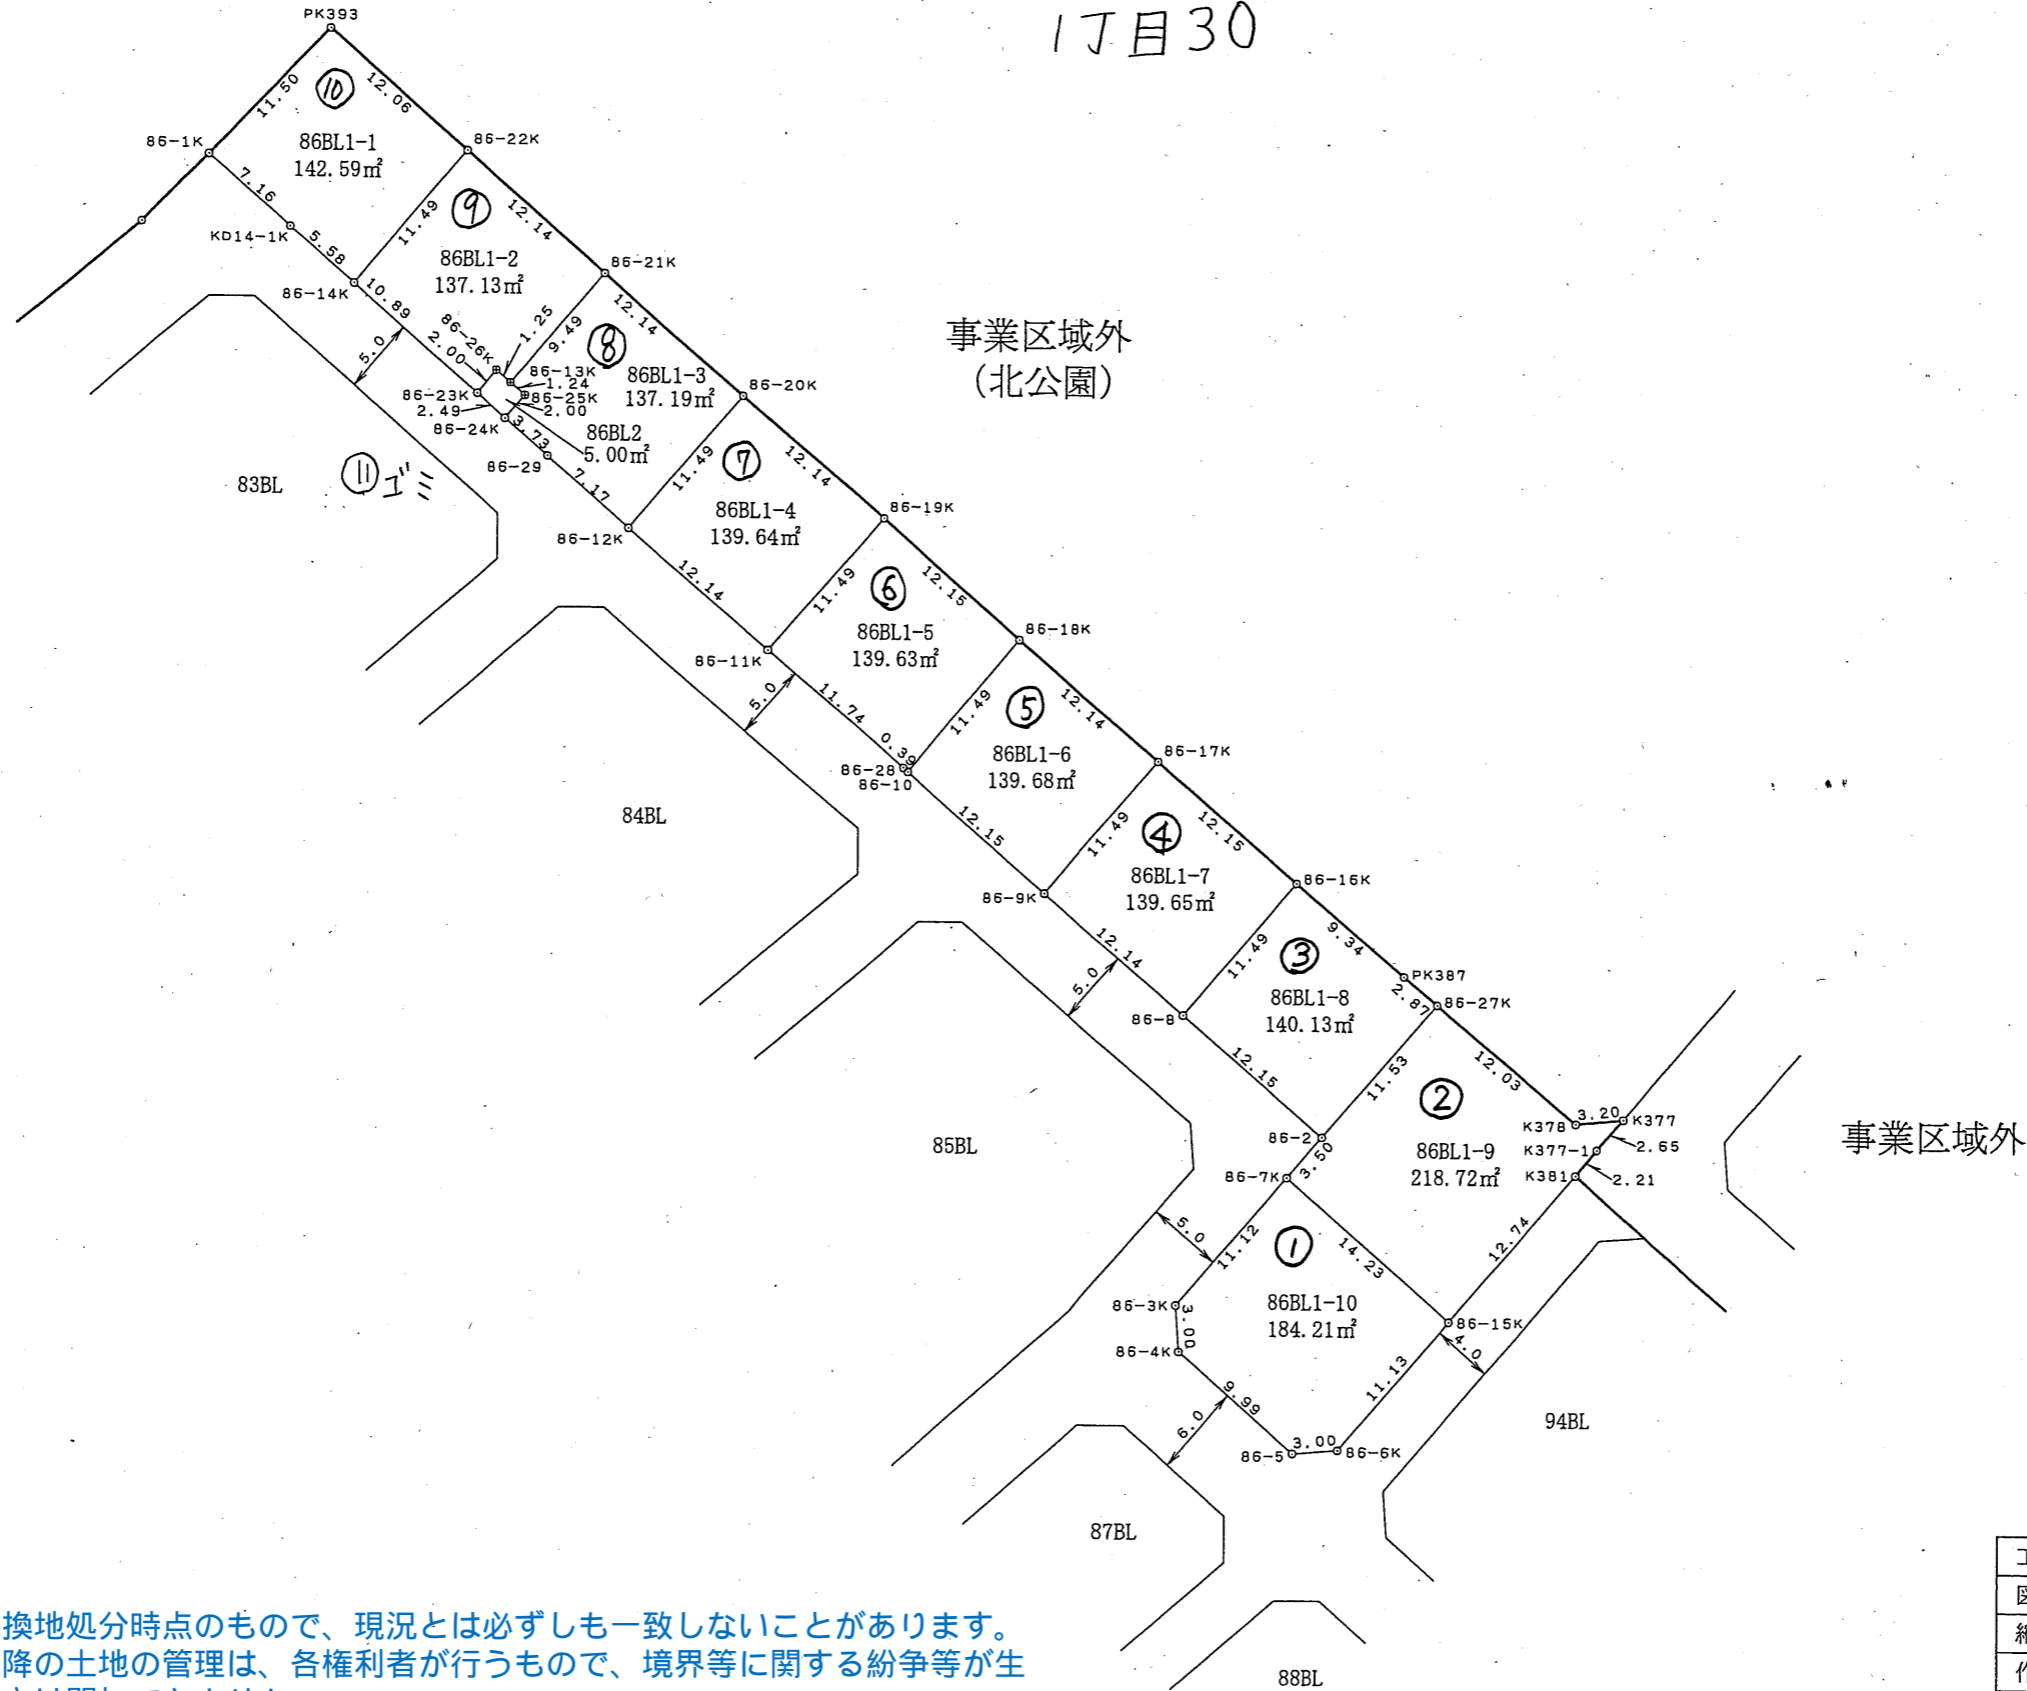 1丁目30
PK393
11.50
⑩
12.06
86-1K
86BL1-1
142.59㎡
86-22K
7.16
KD14-1K
5.58
11.49
⑨
12.14
86BL1-2
137.13㎡
86-21K
86-14K
10.89
5.0
86-26K
2.00
1.25
9.49
⑧
12.14
86-13K
1.24
86BL1-3
137.19㎡
86-20K
86-23K
86-25K
2.49
2.00
86-24K
3.73
86BL2
5.00㎡
86-29
7.17
事業区域外
(北公園)
83BL
⑪ゴミ
11.49
⑦
12.14
86BL1-4
139.64㎡
86-19K
86-12K
12.14
11.49
⑥
12.15
86BL1-5
139.63㎡
86-18K
86-11K
5.0
11.74
0.39
86-28
86-10
11.49
⑤
12.14
86BL1-6
139.68㎡
86-17K
84BL
12.15
11.49
④
12.15
86BL1-7
139.65㎡
86-16K
86-9K
12.14
5.0
11.49
③
9.34
PK387
2.87
86-27K
86BL1-8
140.13㎡
86-8
12.15
11.53
②
12.03
K378
3.20
K377
K377-1
2.65
K381
2.21
86BL1-9
218.72㎡
事業区域外
85BL
86-2
3.50
86-7K
5.0
11.12
①
14.23
12.74
86BL1-10
184.21㎡
86-3K
3.00
86-4K
86-15K
4.0
9.99
6.0
11.13
86-5
3.00
86-6K
94BL
87BL
88BL
換地処分時点のもので、現況とは必ずしも一致しないことがあります。
降の土地の管理は、各権利者が行うもので、境界等に関する紛争等が生